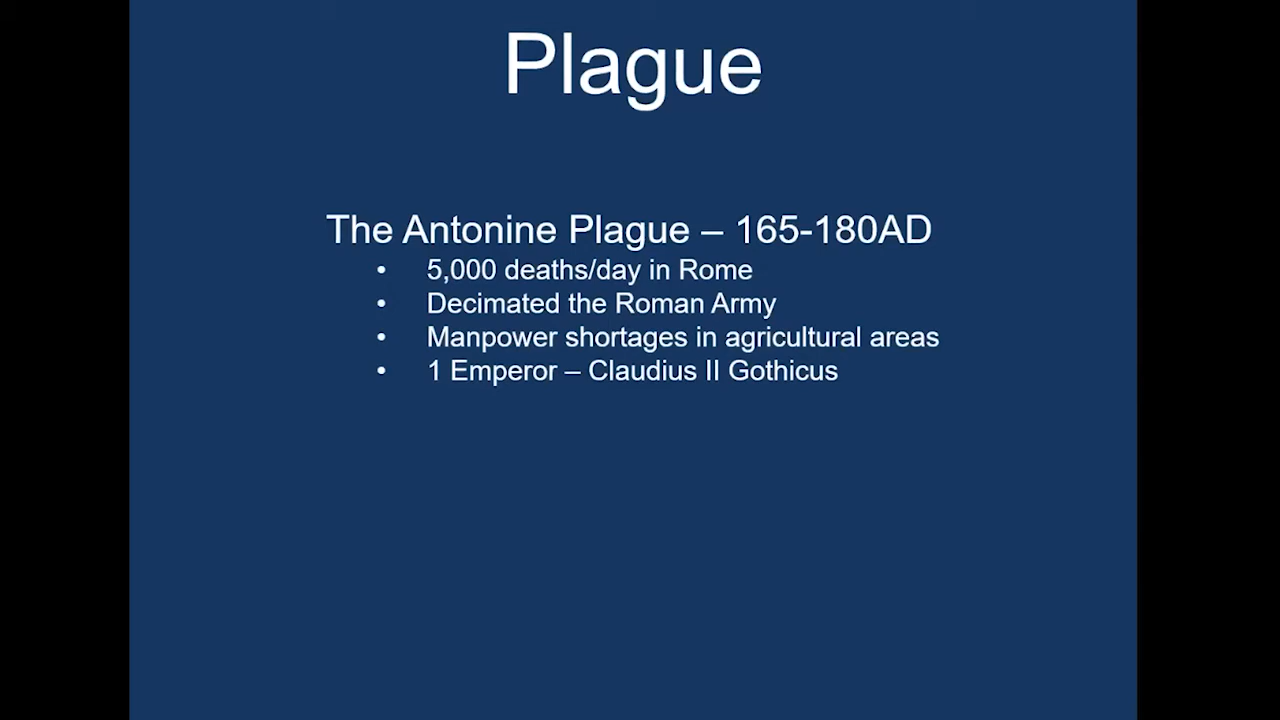 Plague
The Antonine Plague – 165-180AD
• 5,000 deaths/day in Rome
• Decimated the Roman Army
• Manpower shortages in agricultural areas
• 1 Emperor – Claudius II Gothicus